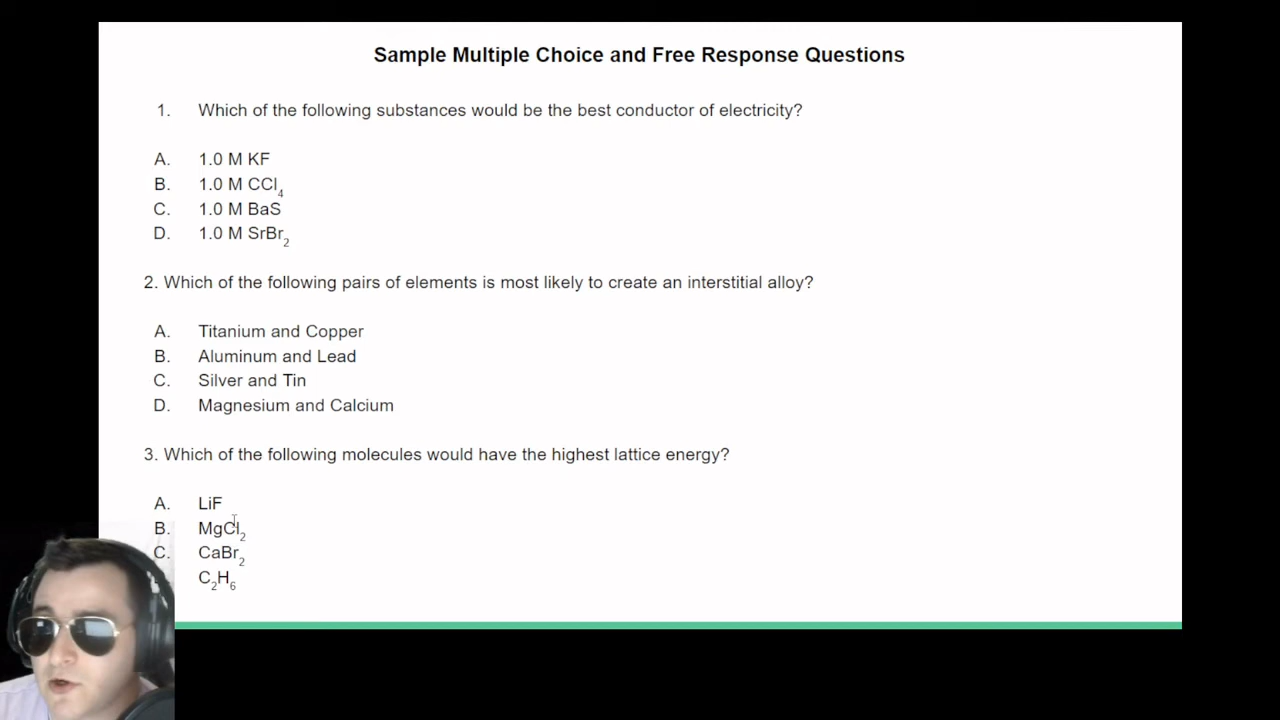 Sample Multiple Choice and Free Response Questions
1. Which of the following substances would be the best conductor of electricity?
A. 1.0 M KF
B. 1.0 M CCl₄
C. 1.0 M BaS
D. 1.0 M SrBr₂
2. Which of the following pairs of elements is most likely to create an interstitial alloy?
A. Titanium and Copper
B. Aluminum and Lead
C. Silver and Tin
D. Magnesium and Calcium
3. Which of the following molecules would have the highest lattice energy?
A. LiF
B. MgCl₂
C. CaBr₂
C₂H₆